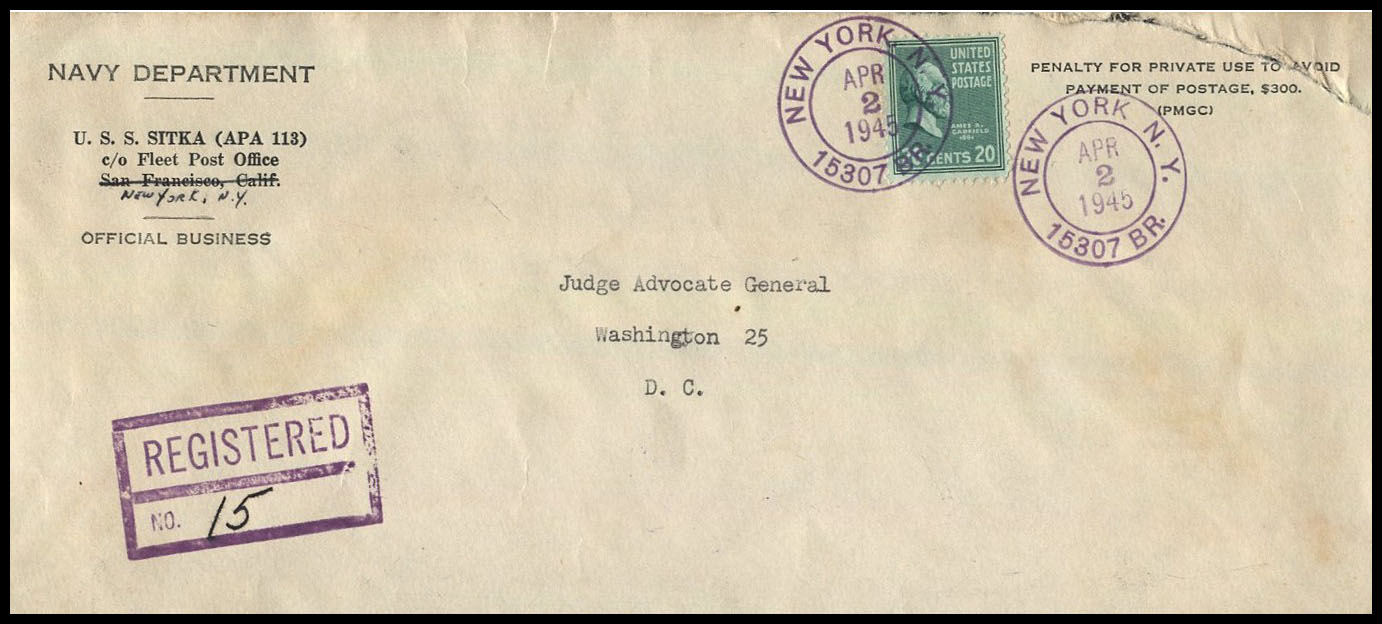 NAVY DEPARTMENT
U. S. S. SITKA (APA 113)
c/o Fleet Post Office
San Francisco, Calif.
NEW YORK, N.Y.
OFFICIAL BUSINESS
NEW YORK N.Y.
APR
2
1945
15307 BR.
UNITED
STATES
POSTAGE
JAMES A.
GARFIELD
CENTS 20
PENALTY FOR PRIVATE USE TO AVOID
PAYMENT OF POSTAGE, $300.
(PMGC)
NEW YORK N. Y.
APR
2
1945
15307 BR.
Judge Advocate General
Washington 25
D. C.
REGISTERED
NO. 15